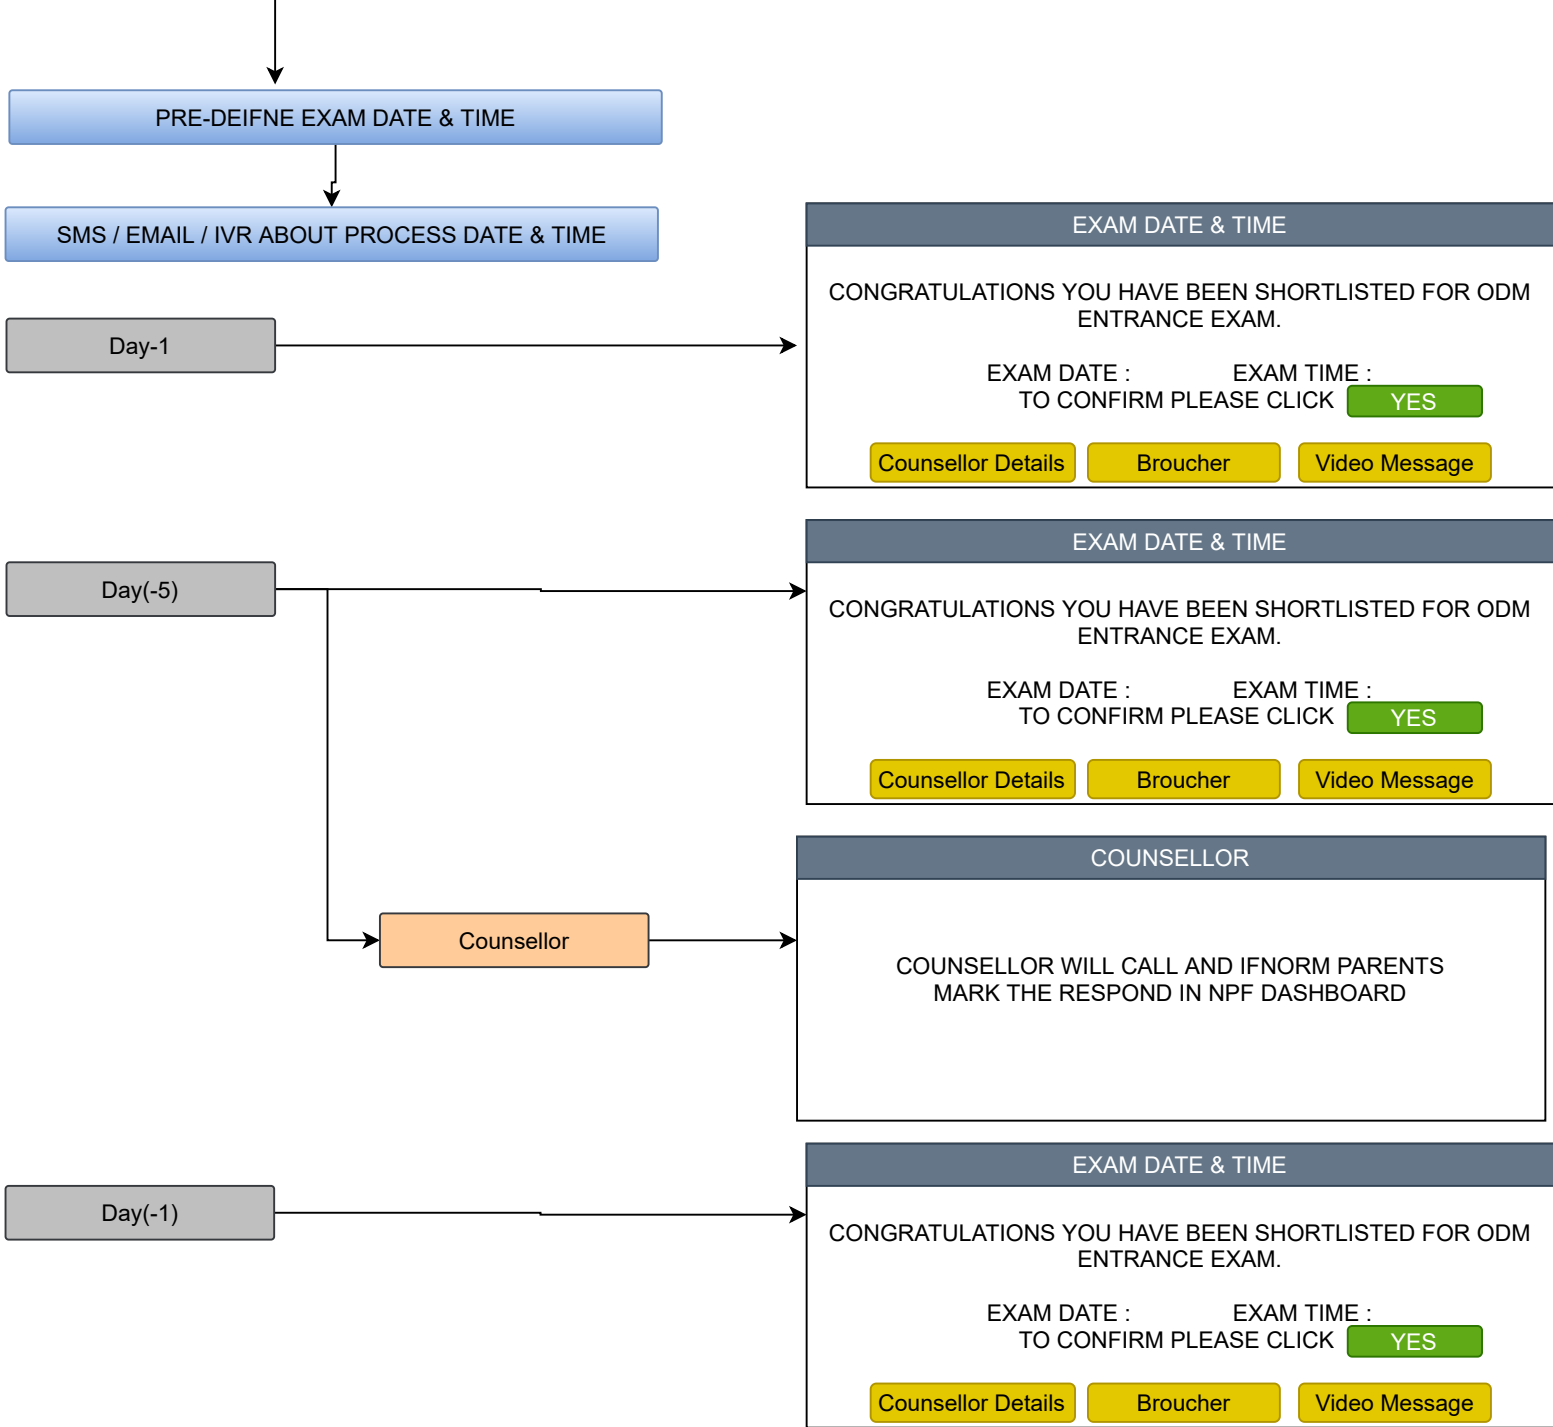 PRE-DEIFNE EXAM DATE & TIME
SMS / EMAIL / IVR ABOUT PROCESS DATE & TIME
Day-1
EXAM DATE & TIME
CONGRATULATIONS YOU HAVE BEEN SHORTLISTED FOR ODM
ENTRANCE EXAM.
EXAM DATE : EXAM TIME :
TO CONFIRM PLEASE CLICK YES
Counsellor Details Broucher Video Message
Day(-5)
EXAM DATE & TIME
CONGRATULATIONS YOU HAVE BEEN SHORTLISTED FOR ODM
ENTRANCE EXAM.
EXAM DATE : EXAM TIME :
TO CONFIRM PLEASE CLICK YES
Counsellor Details Broucher Video Message
Counsellor
COUNSELLOR
COUNSELLOR WILL CALL AND IFNORM PARENTS
MARK THE RESPOND IN NPF DASHBOARD
Day(-1)
EXAM DATE & TIME
CONGRATULATIONS YOU HAVE BEEN SHORTLISTED FOR ODM
ENTRANCE EXAM.
EXAM DATE : EXAM TIME :
TO CONFIRM PLEASE CLICK YES
Counsellor Details Broucher Video Message